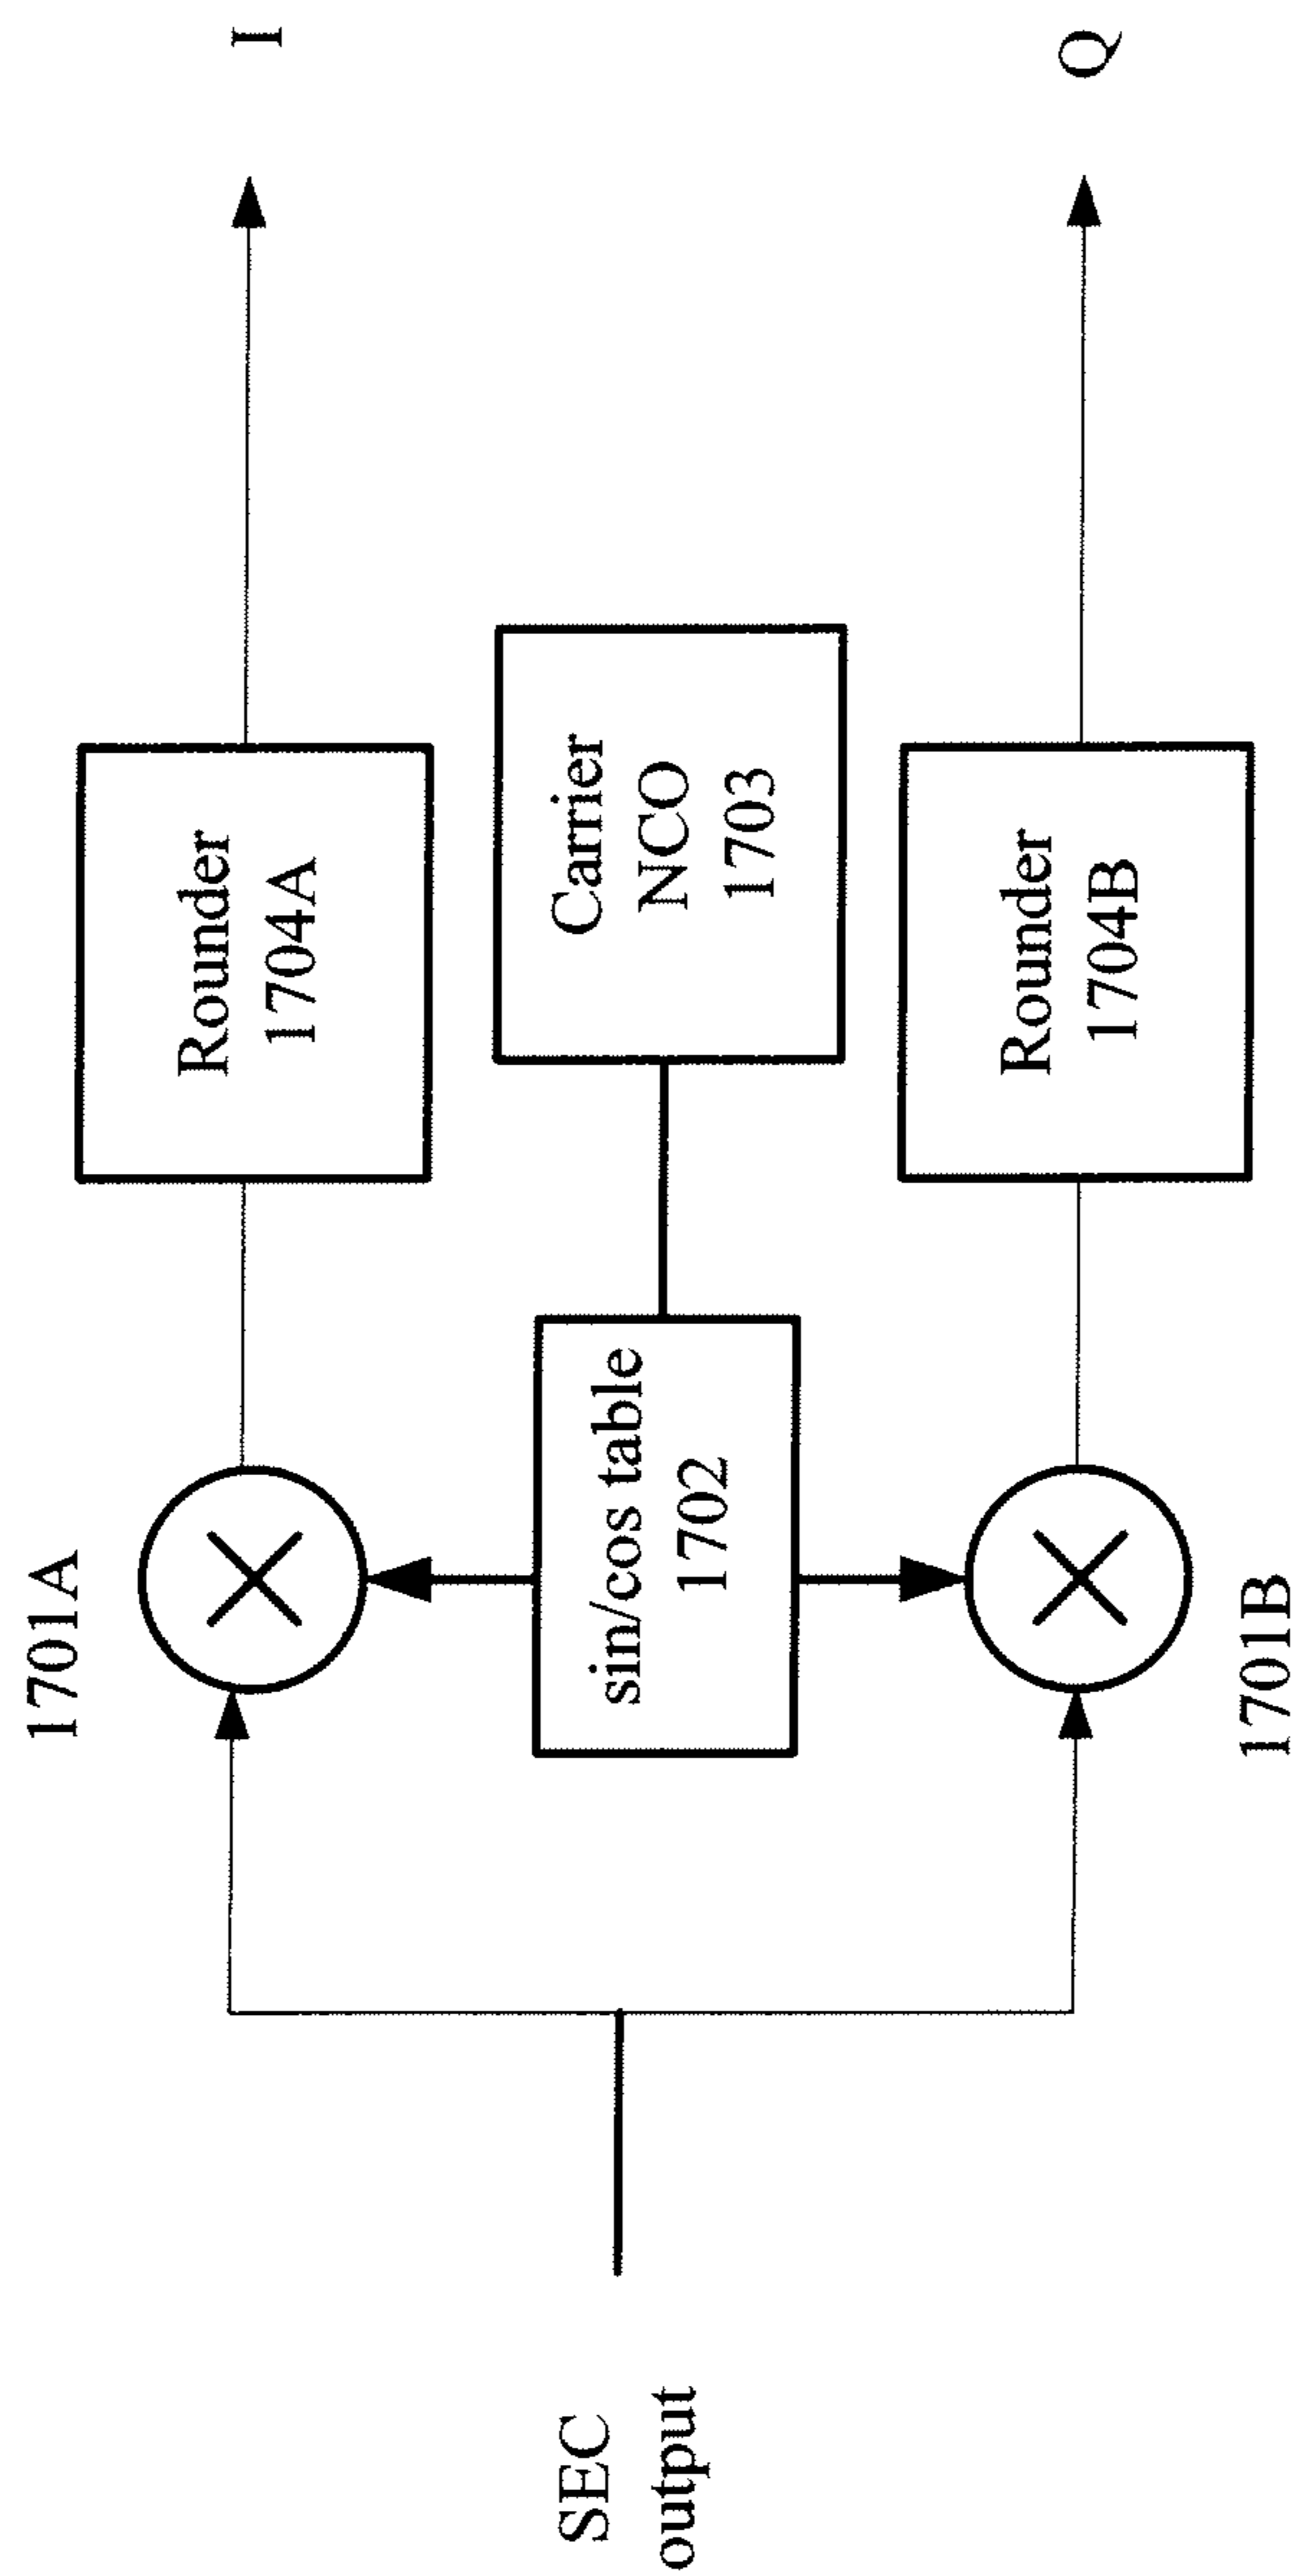 SEC
output
1701A
sin/cos table
1702
1701B
Rounder
1704A
Carrier
NCO
1703
Rounder
1704B
I
Q